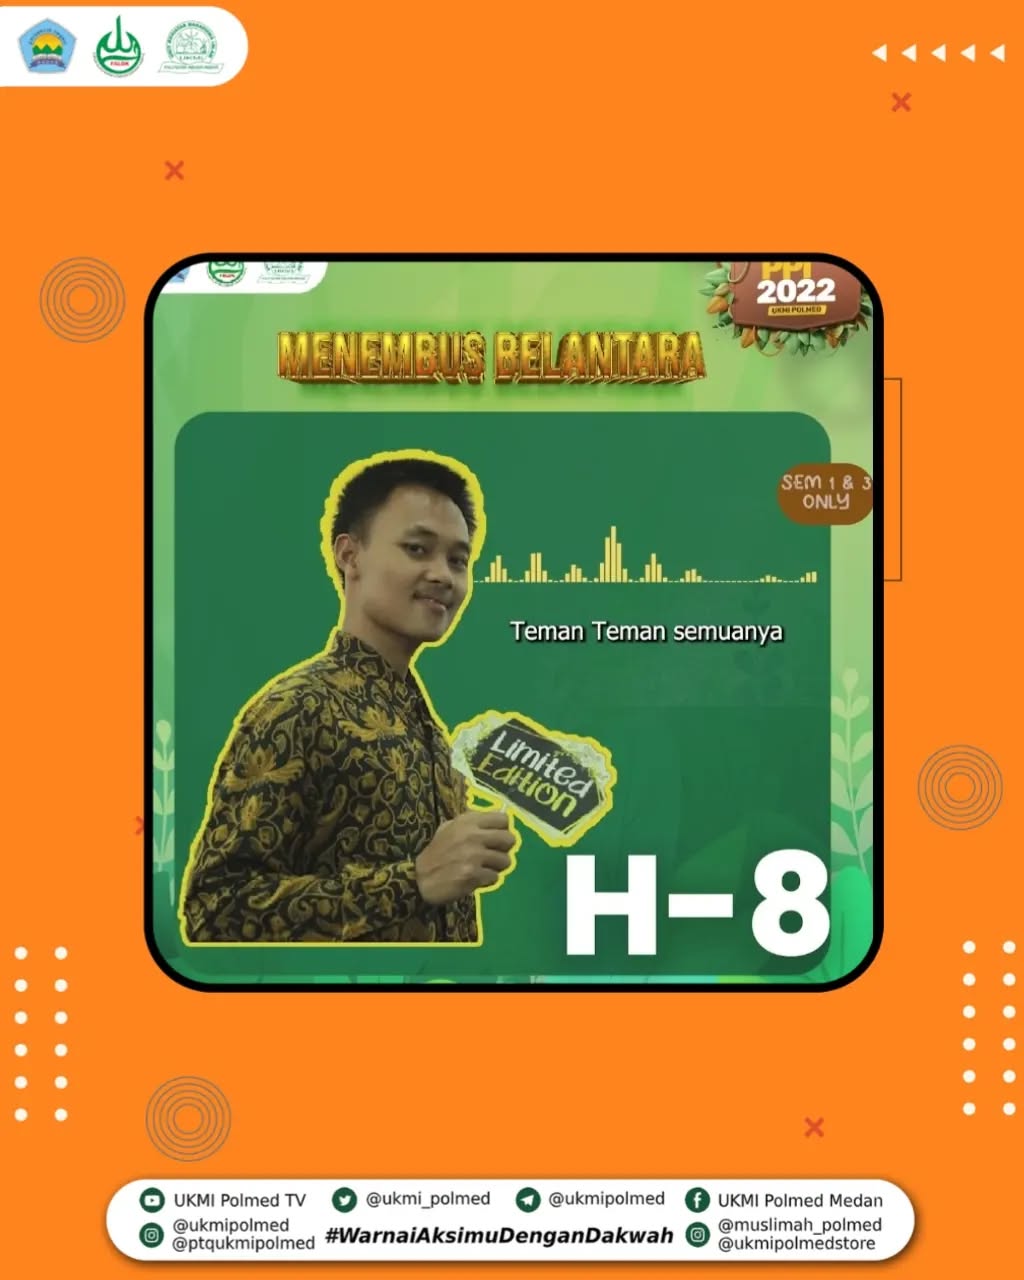 PPI
2022
UKMI POLMED
MENEMBUS BELANTARA
SEM 1 & 3
ONLY
Teman Teman semuanya
Limited
Edition
H-8
UKMI Polmed TV
@ukmi_polmed
@ukmipolmed
UKMI Polmed Medan
@ukmipolmed
@ptqukmipolmed
#WarnaiAksimuDenganDakwah
@muslimah_polmed
@ukmipolmedstore